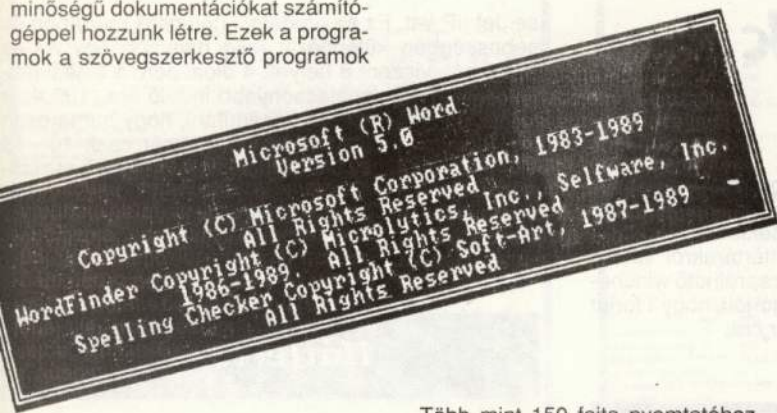 minőségű dokumentációkat számító-
géppel hozzunk létre. Ezek a progra-
mok a szövegszerkesztő programok
Microsoft (R) Word
Version 5.0
Copyright (C) Microsoft Corporation, 1983-1989
All Rights Reserved
WordFinder Copyright (C) Microlytics, Inc., Selfware, Inc.
1986-1989. All Rights Reserved
Spelling Checker Copyright (C) Soft-Art, 1987-1989
All Rights Reserved
Több mint 150 fajta nyomtatóhoz